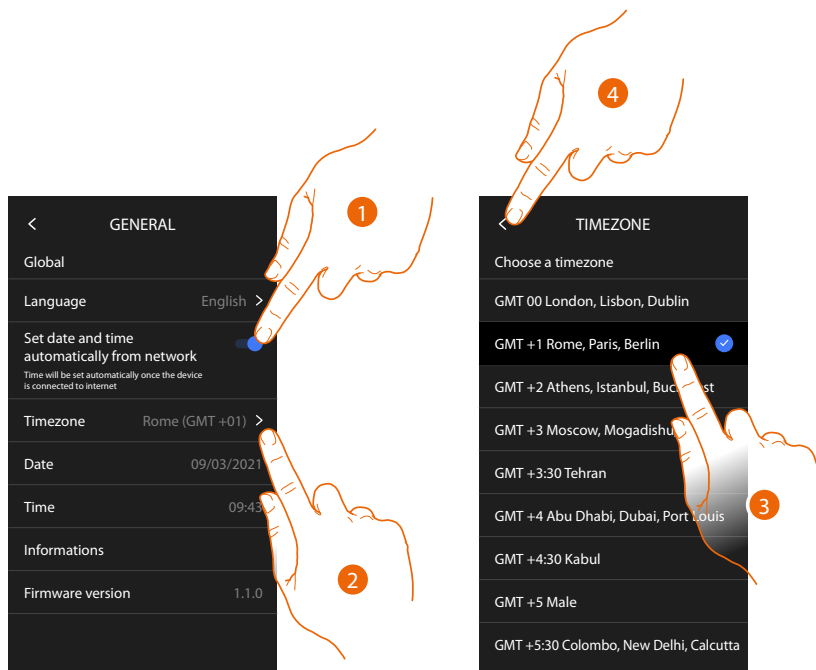 4
1
< GENERAL
Global
Language English >
Set date and time
automatically from network
Time will be set automatically once the device
is connected to internet
Timezone Rome (GMT +01) >
Date 09/03/2021
Time 09:43
Informations
Firmware version 1.1.0
2
< TIMEZONE
Choose a timezone
GMT 00 London, Lisbon, Dublin
GMT +1 Rome, Paris, Berlin
GMT +2 Athens, Istanbul,
GMT +3 Moscow, Mogadishu
GMT +3:30 Tehran
GMT +4 Abu Dhabi, Dubai, Port Louis
GMT +4:30 Kabul
GMT +5 Male
GMT +5:30 Colombo, New Delhi, Calcutta
3